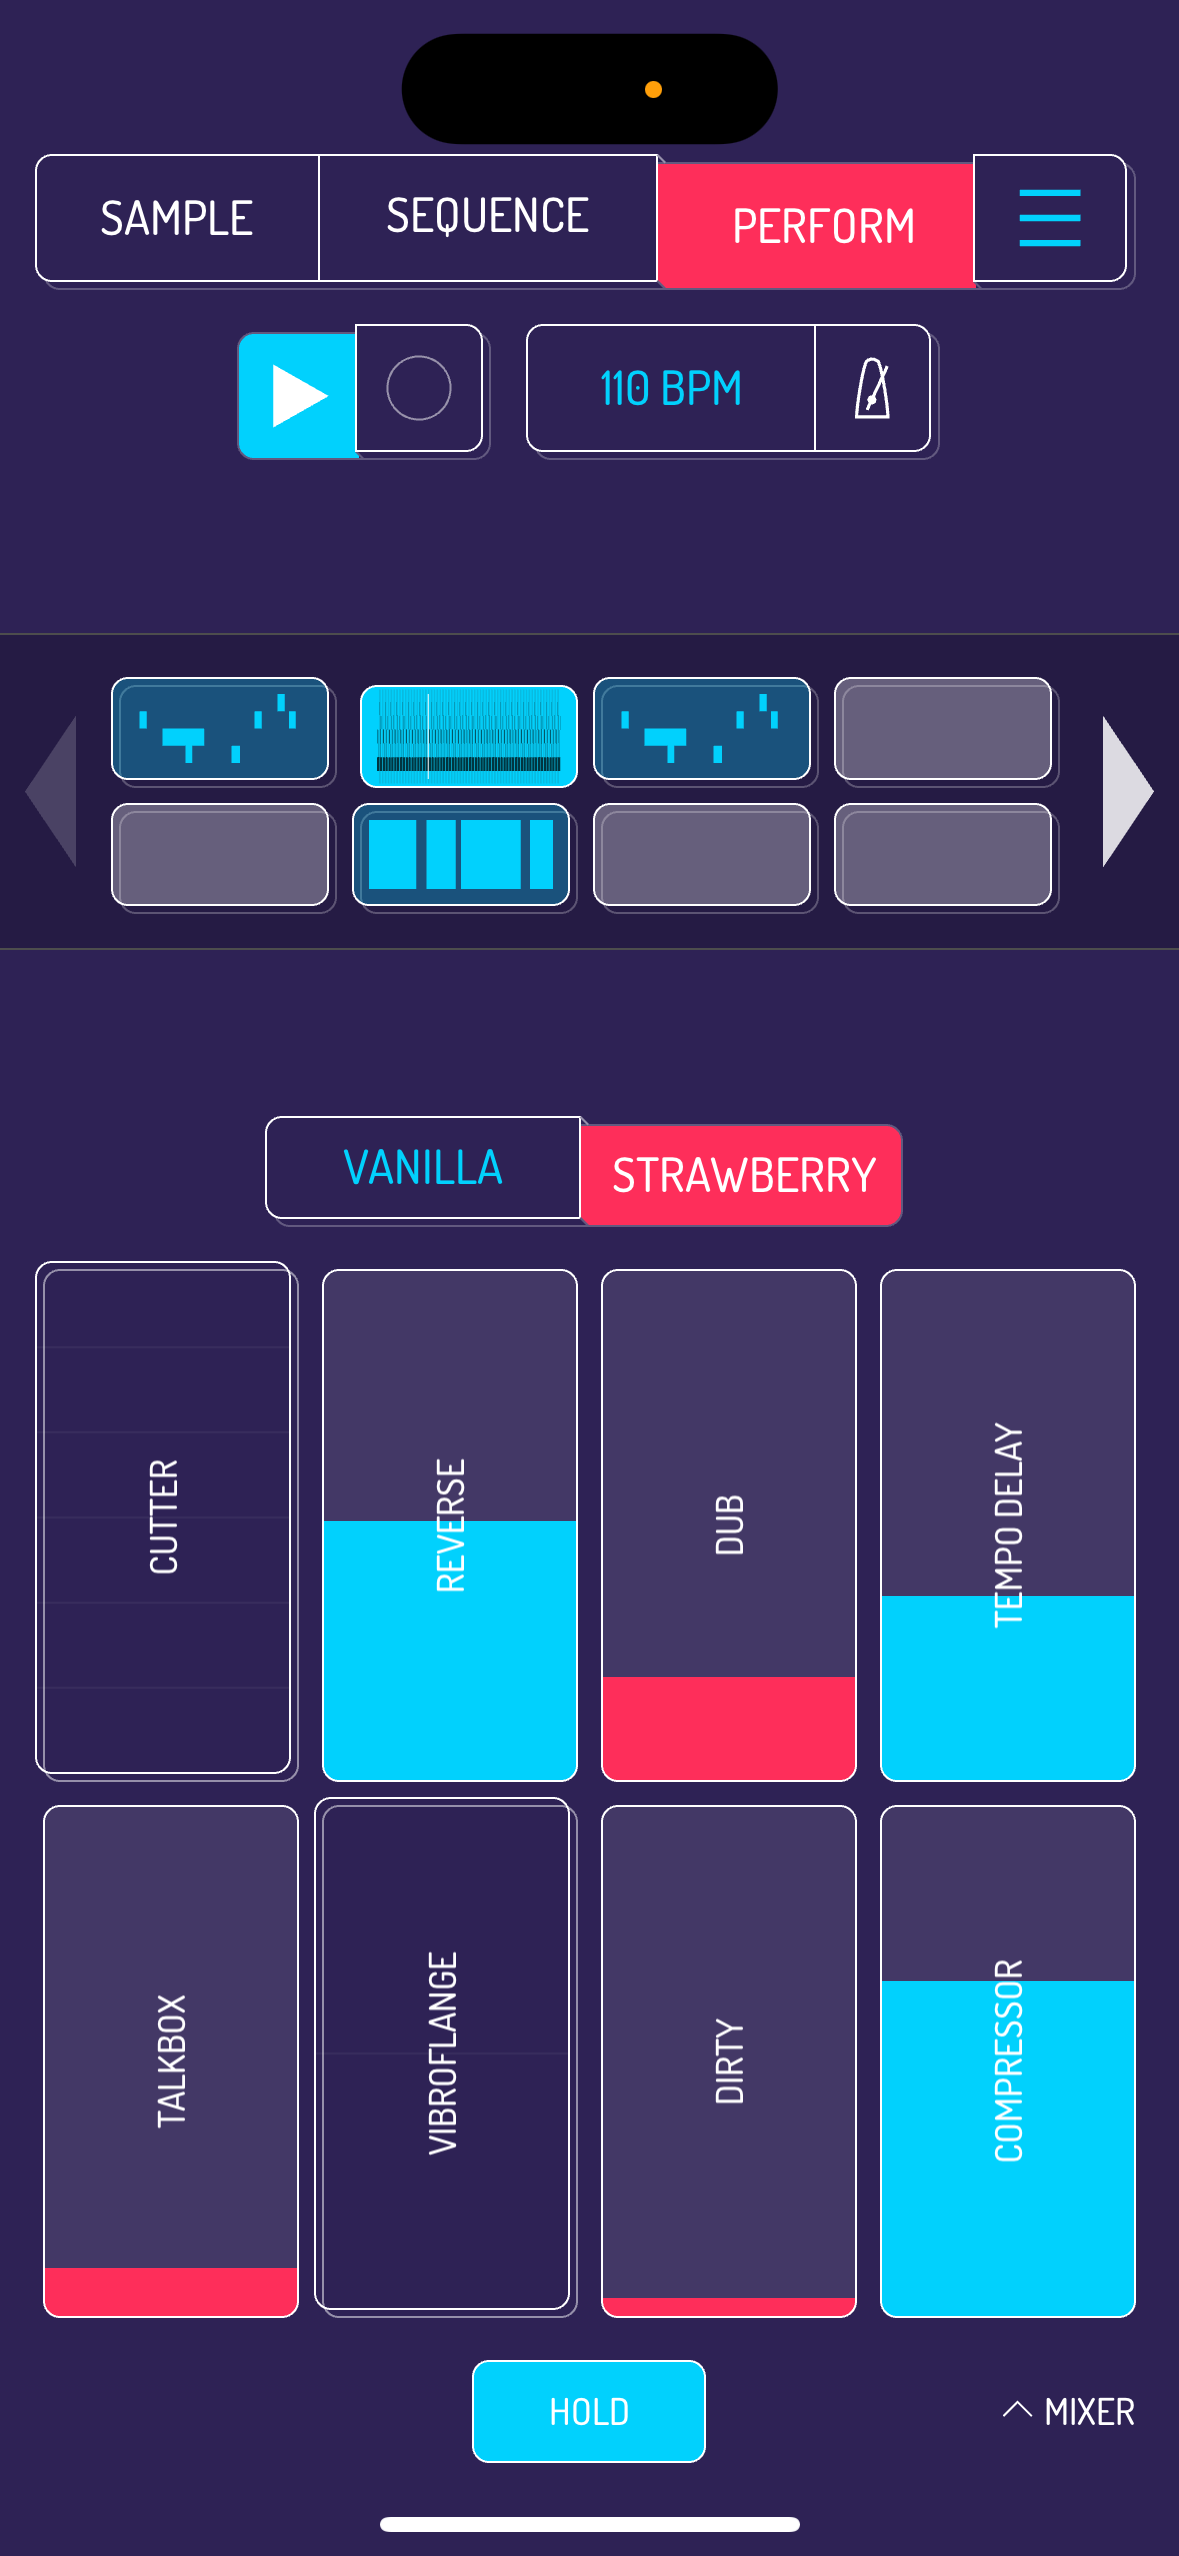 SAMPLE SEQUENCE PERFORM
110 BPM
VANILLA STRAWBERRY
CUTTER REVERSE DUB TEMPO DELAY
TALKBOX VIBROFLANGE DIRTY COMPRESSOR
HOLD MIXER